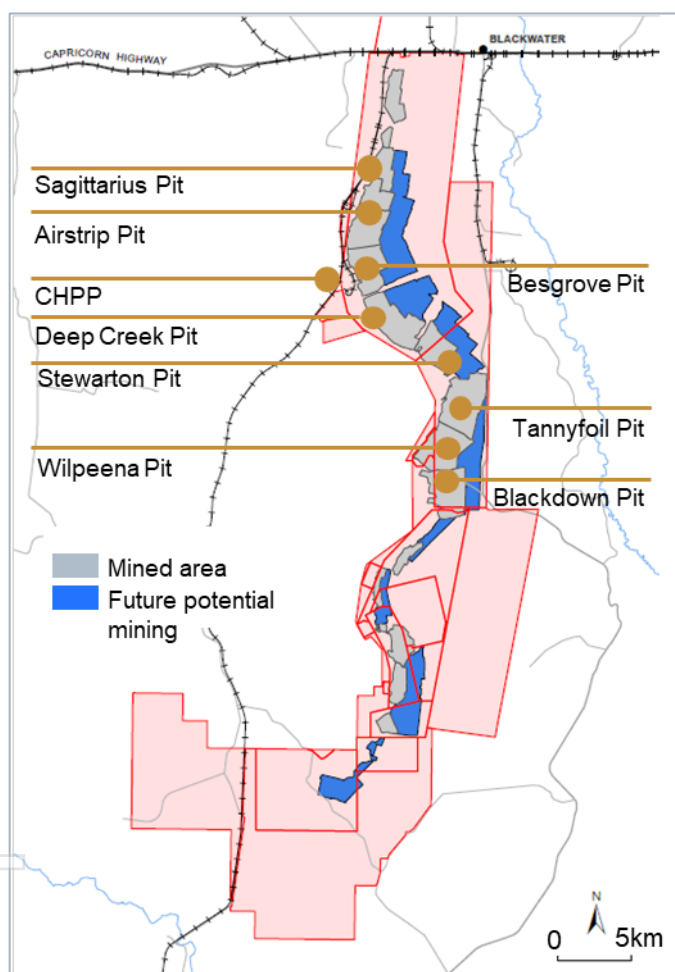 BLACKWATER
CAPRICORN HIGHWAY
Sagittarius Pit
Airstrip Pit
Besgrove Pit
CHPP
Deep Creek Pit
Stewarton Pit
Tannyfoil Pit
Wilpeena Pit
Blackdown Pit
Mined area
Future potential
mining
N
0 5km